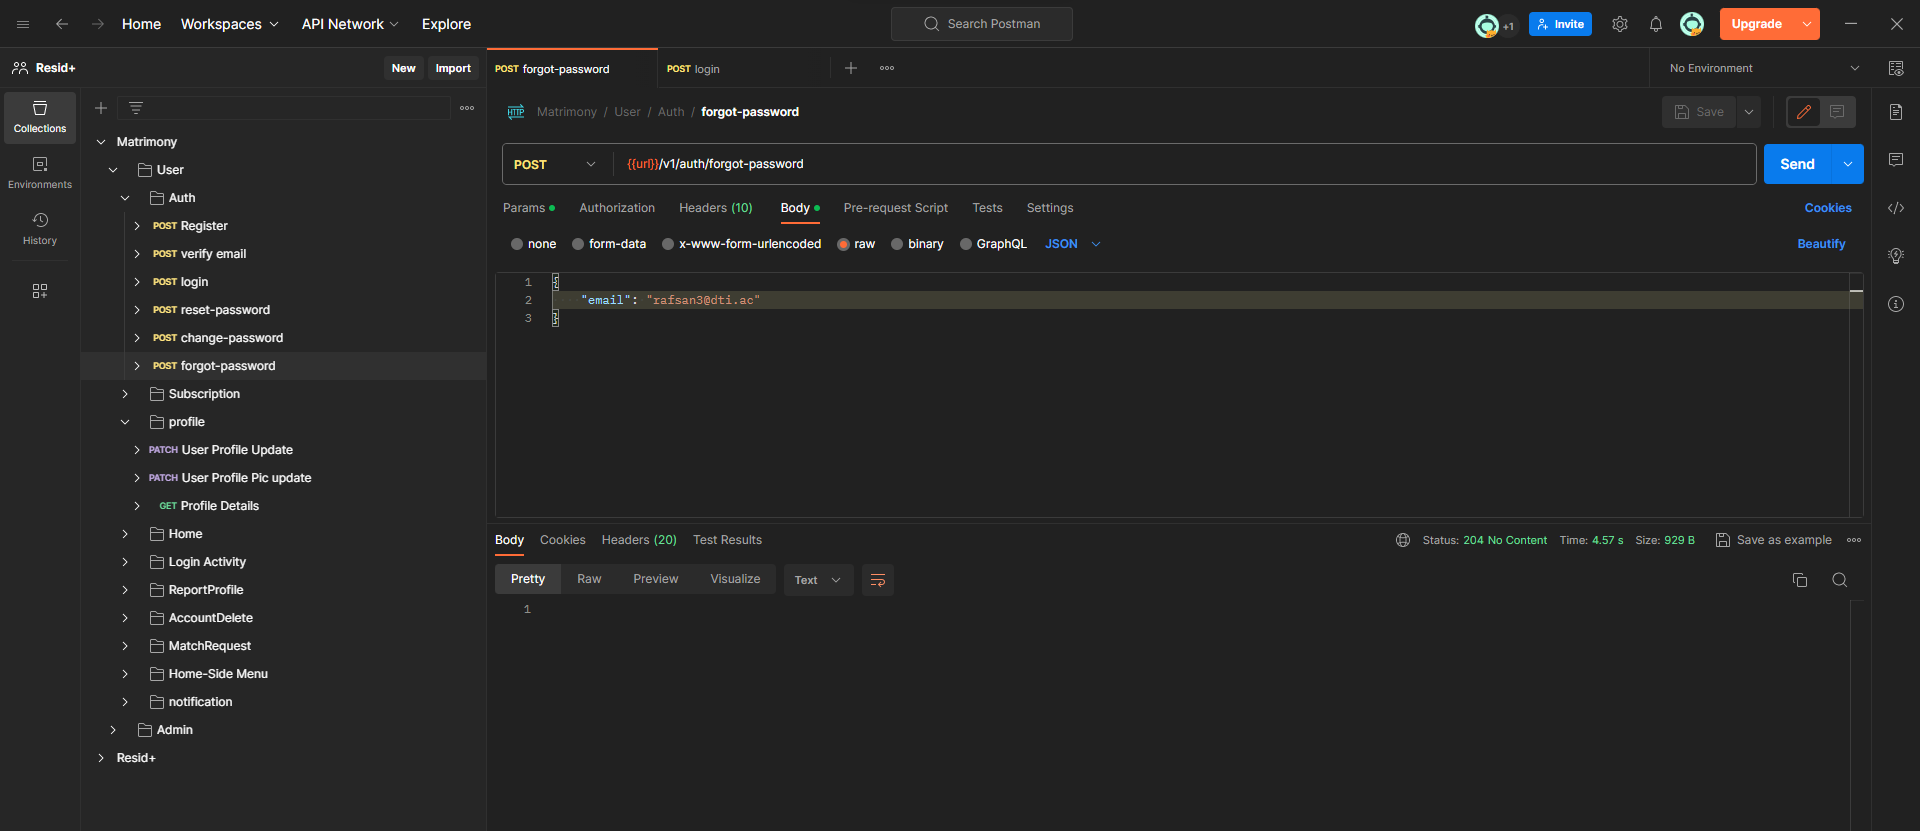 Home Workspaces API Network Explore Search Postman +1 Invite Upgrade
Resid+ New Import POST forgot-password POST login No Environment
Collections
Environments
History
Matrimony
User
Auth
POST Register
POST verify email
POST login
POST reset-password
POST change-password
POST forgot-password
Subscription
profile
PATCH User Profile Update
PATCH User Profile Pic update
GET Profile Details
Home
Login Activity
ReportProfile
AccountDelete
MatchRequest
Home-Side Menu
notification
Admin
Resid+
HTTP Matrimony / User / Auth / forgot-password Save
POST {{url}}/v1/auth/forgot-password Send
Params Authorization Headers (10) Body Pre-request Script Tests Settings Cookies
none form-data x-www-form-urlencoded raw binary GraphQL JSON Beautify
1 {
2 "email": "rafsan3@dti.ac"
3 }
Body Cookies Headers (20) Test Results Status: 204 No Content Time: 4.57 s Size: 929 B Save as example
Pretty Raw Preview Visualize Text
1